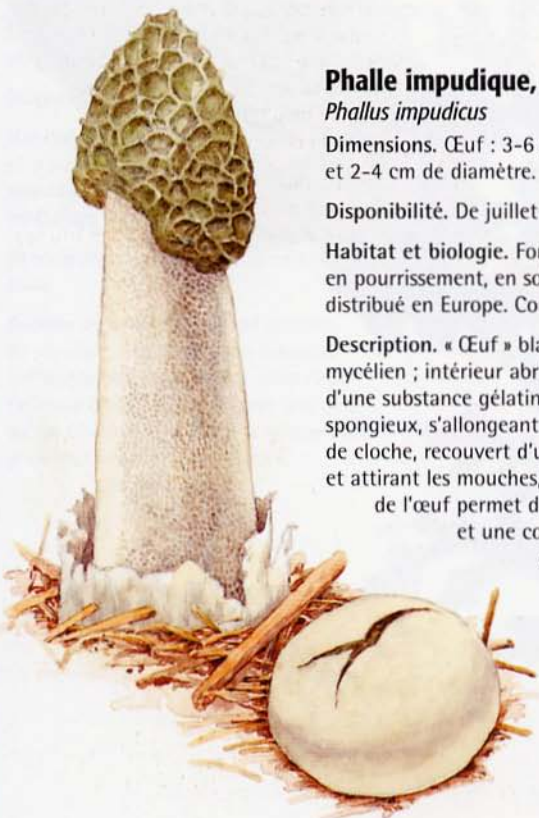 Phalle impudique,
Phallus impudicus
Dimensions. Œuf : 3-6
et 2-4 cm de diamètre.
Disponibilité. De juillet
Habitat et biologie. For
en pourrissement, en so
distribué en Europe. Co
Description. « Œuf » bla
mycélien ; intérieur abr
d'une substance gélatin
spongieux, s'allongeant
de cloche, recouvert d'u
et attirant les mouches,
de l'œuf permet d
et une co